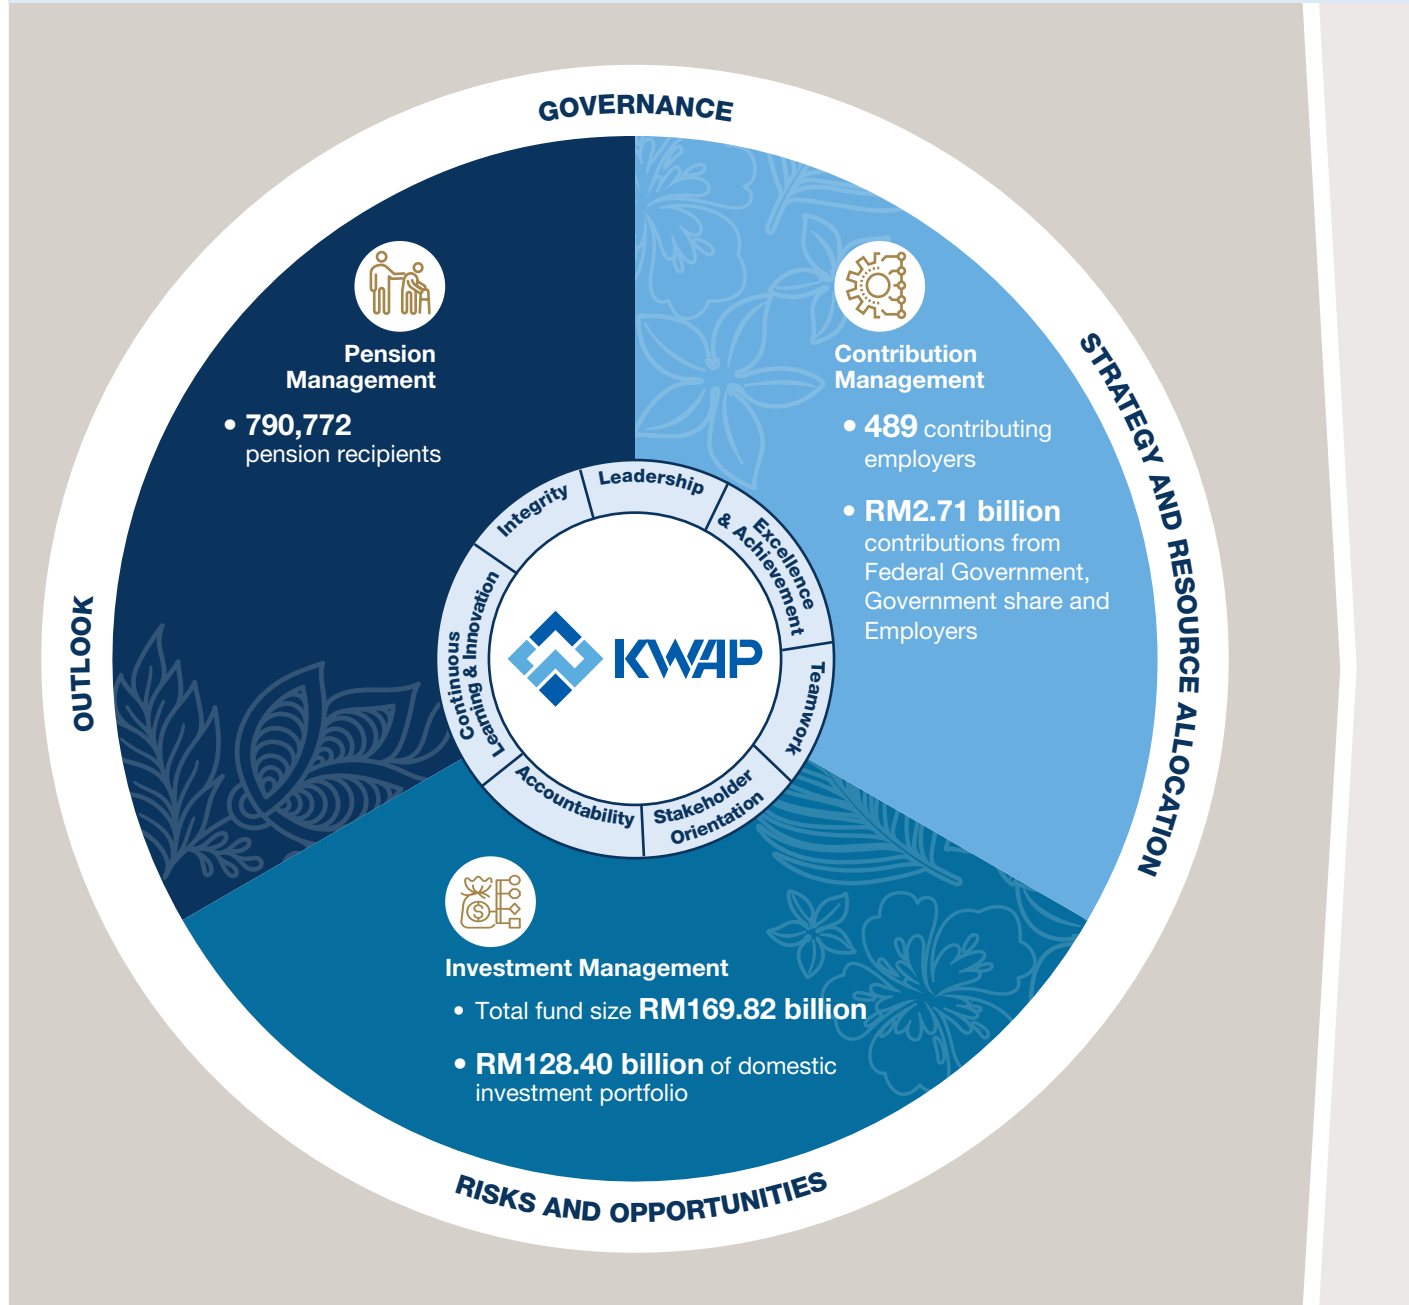 GOVERNANCE
Pension
Management
• 790,772
pension recipients
Contribution
Management
• 489 contributing
employers
• RM2.71 billion
contributions from
Federal Government,
Government share and
Employers
STRATEGY AND RESOURCE ALLOCATION
OUTLOOK
Integrity
Leadership
Excellence
& Achievement
Teamwork
Stakeholder
Orientation
Accountability
Continuous
Learning & Innovation
KWAP
Investment Management
• Total fund size RM169.82 billion
• RM128.40 billion of domestic
investment portfolio
RISKS AND OPPORTUNITIES